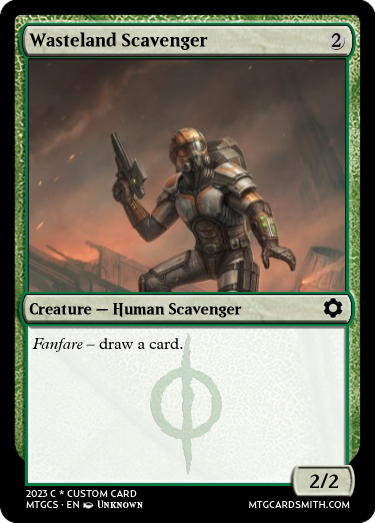 Wasteland Scavenger 2
Creature — Human Scavenger
Fanfare – draw a card.
2/2
2023 C * CUSTOM CARD
MTGCS · EN Unknown MTGCARDSMITH.COM